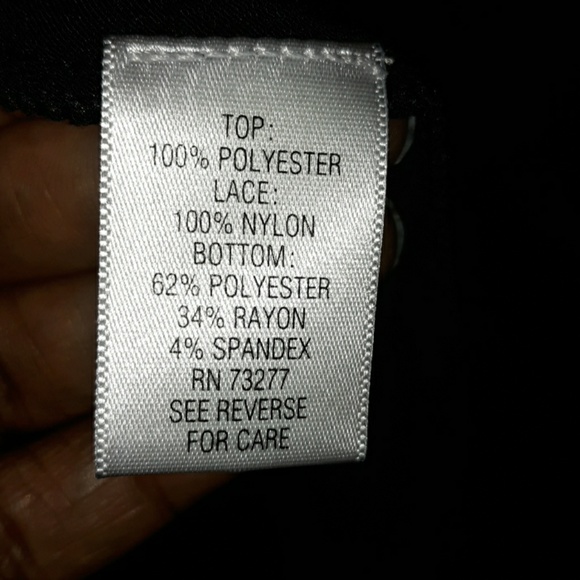 TOP:
100% POLYESTER
LACE:
100% NYLON
BOTTOM:
62% POLYESTER
34% RAYON
4% SPANDEX
RN 73277
SEE REVERSE
FOR CARE